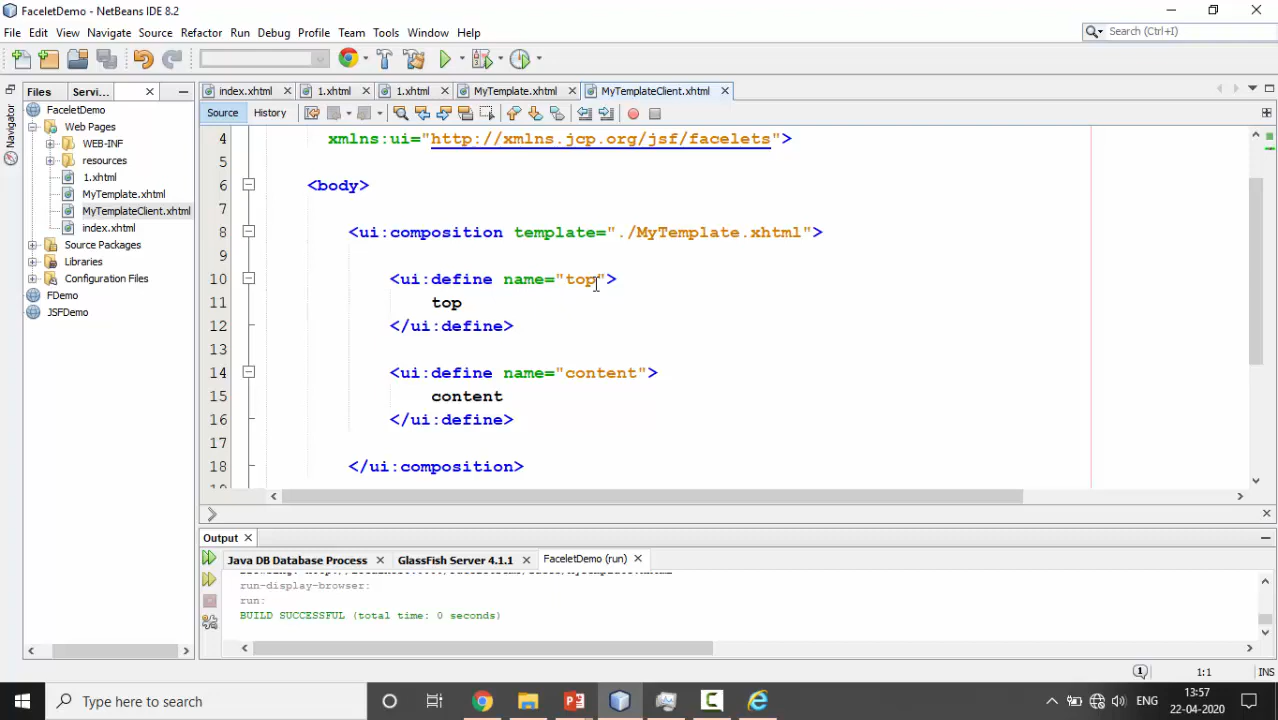 FaceletDemo - NetBeans IDE 8.2
File Edit View Navigate Source Refactor Run Debug Profile Team Tools Window Help
Search (Ctrl+I)
Files Servi...
index.xhtml 1.xhtml 1.xhtml MyTemplate.xhtml MyTemplateClient.xhtml
Source History
Navigator
FaceletDemo
Web Pages
WEB-INF
resources
1.xhtml
MyTemplate.xhtml
MyTemplateClient.xhtml
index.xhtml
Source Packages
Libraries
Configuration Files
FDemo
JSFDemo
4 xmlns:ui="http://xmlns.jcp.org/jsf/facelets">
5
6 <body>
7
8 <ui:composition template="./MyTemplate.xhtml">
9
10 <ui:define name="top">
11 top
12 </ui:define>
13
14 <ui:define name="content">
15 content
16 </ui:define>
17
18 </ui:composition>
Output
Java DB Database Process GlassFish Server 4.1.1 FaceletDemo (run)
run-display-browser:
run:
BUILD SUCCESSFUL (total time: 0 seconds)
1:1 INS
Type here to search
ENG
13:57
22-04-2020